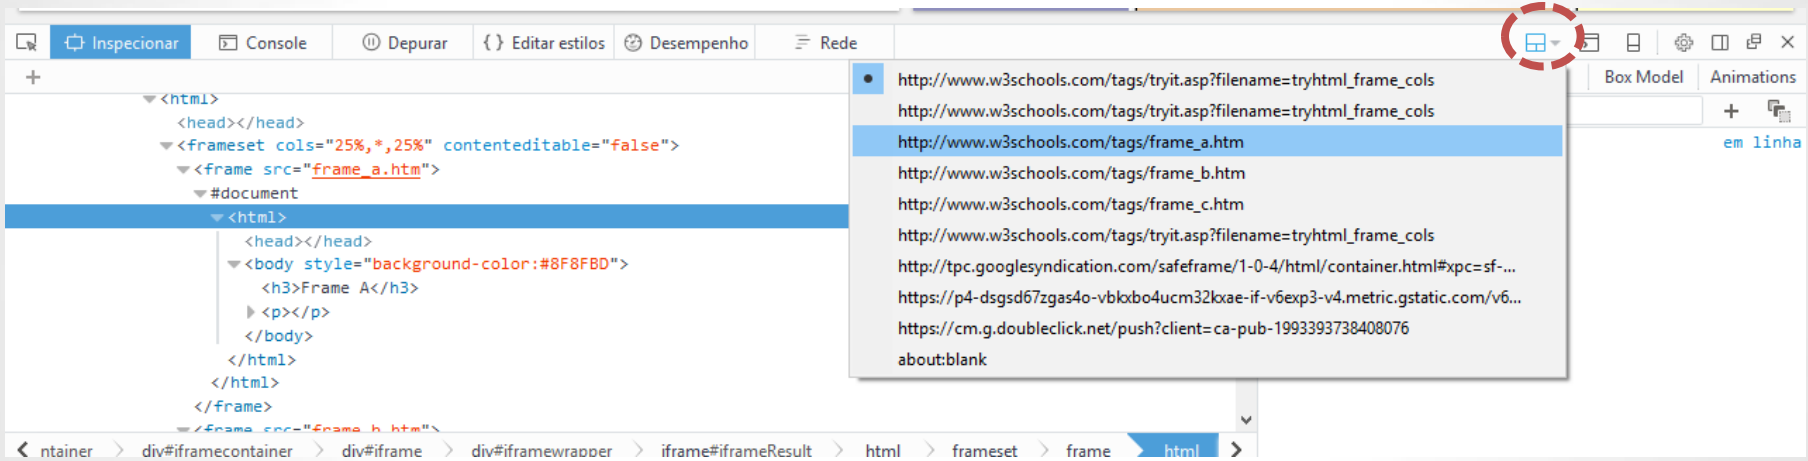 Inspecionar Console Depurar { } Editar estilos Desempenho Rede
+ Box Model Animations
<html>
<head></head>
<frameset cols="25%,*,25%" contenteditable="false">
<frame src="frame_a.htm">
#document
<html>
<head></head>
<body style="background-color:#8F8FBD">
<h3>Frame A</h3>
<p></p>
</body>
</html>
</html>
</frame>
<frame src="frame_b.htm">
http://www.w3schools.com/tags/tryit.asp?filename=tryhtml_frame_cols
http://www.w3schools.com/tags/tryit.asp?filename=tryhtml_frame_cols
http://www.w3schools.com/tags/frame_a.htm
http://www.w3schools.com/tags/frame_b.htm
http://www.w3schools.com/tags/frame_c.htm
http://www.w3schools.com/tags/tryit.asp?filename=tryhtml_frame_cols
http://tpc.googlesyndication.com/safeframe/1-0-4/html/container.html#xpc=sf-...
https://p4-dsgsd67zgas4o-vbkxbo4ucm32kxae-if-v6exp3-v4.metric.gstatic.com/v6...
https://cm.g.doubleclick.net/push?client=ca-pub-1993393738408076
about:blank
+
em linha
ntainer div#iframecontainer div#iframe div#iframewrapper iframe#iframeResult html frameset frame html